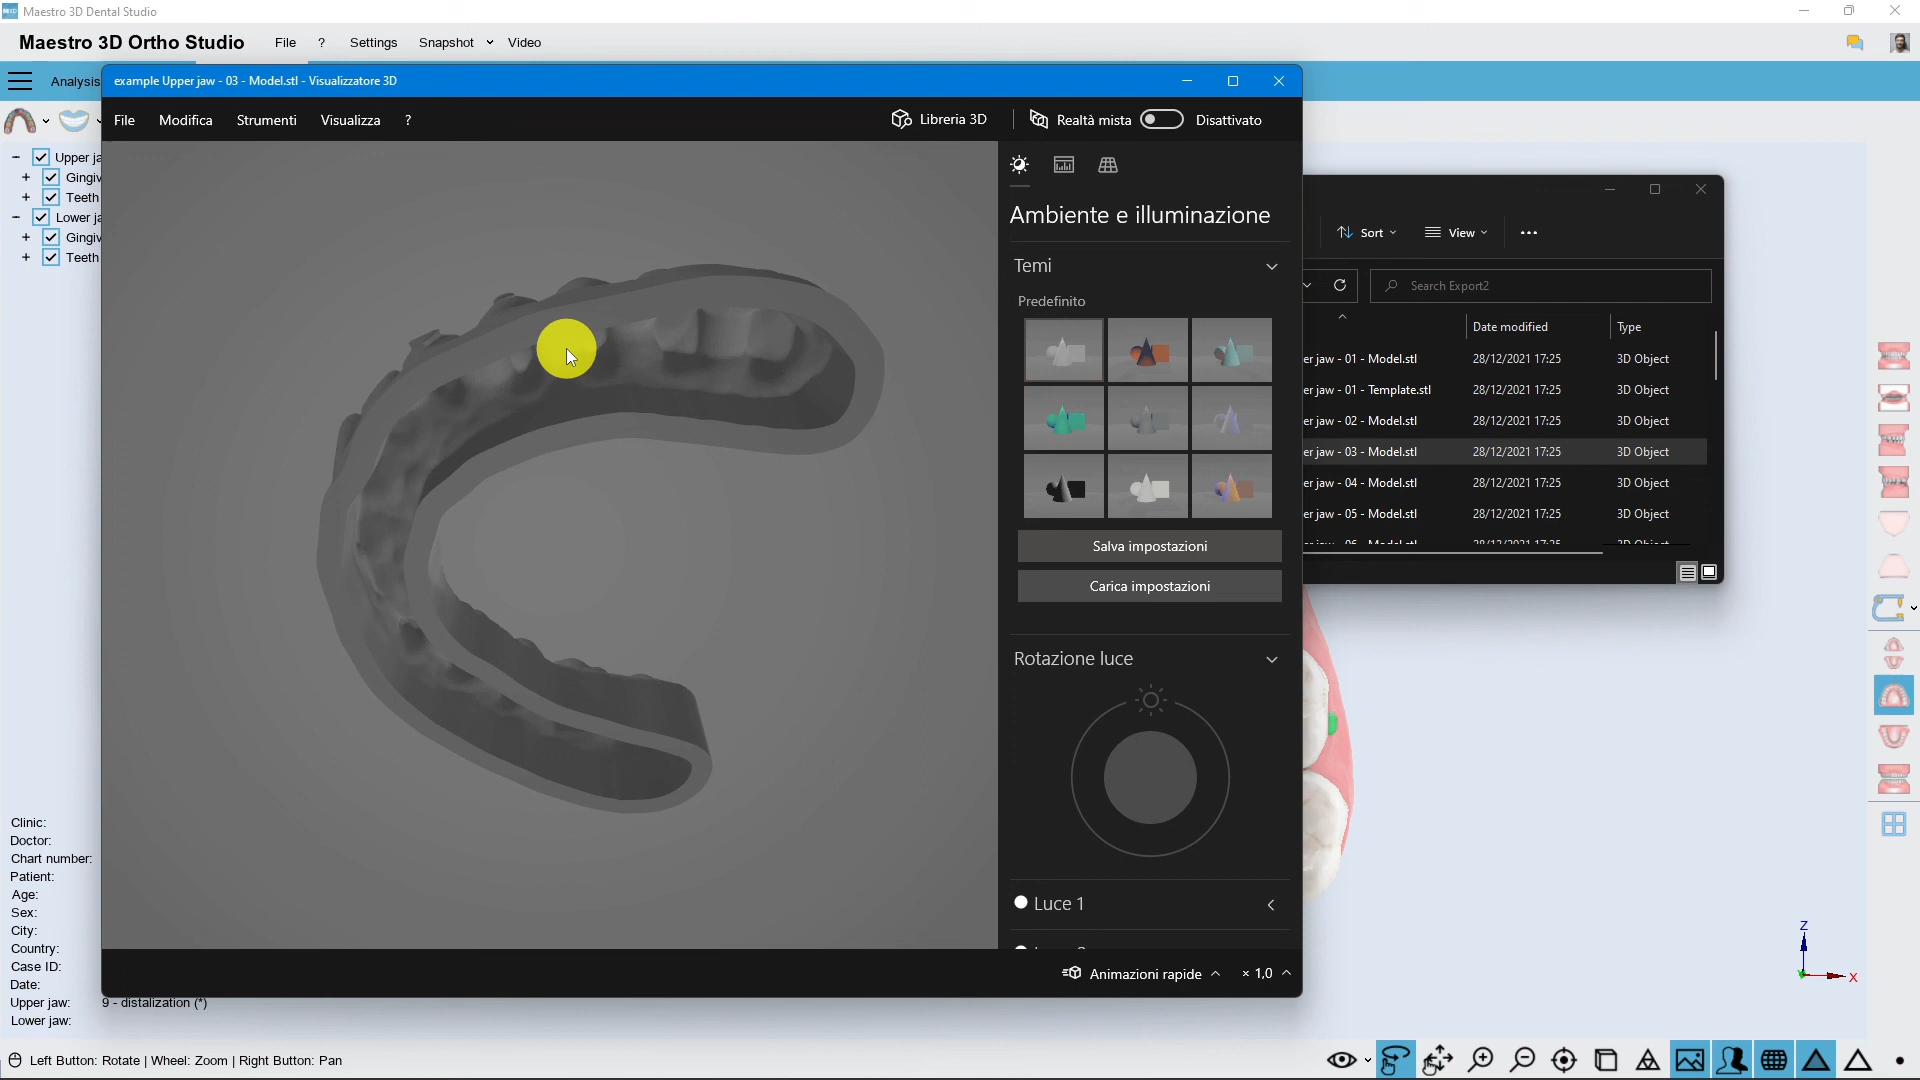 Maestro 3D Dental Studio
Maestro 3D Ortho Studio
File
?
Settings
Snapshot
Video
Analysis
example Upper jaw - 03 - Model.stl - Visualizzatore 3D
File
Modifica
Strumenti
Visualizza
?
Libreria 3D
Realtà mista
Disattivato
Upper ja
Gingiv
Teeth
Lower ja
Gingiv
Teeth
Ambiente e illuminazione
Temi
Predefinito
Salva impostazioni
Carica impostazioni
Rotazione luce
Luce 1
Animazioni rapide
× 1,0
Sort
View
Search Export2
Date modified
Type
er jaw - 01 - Model.stl 28/12/2021 17:25 3D Object
er jaw - 01 - Template.stl 28/12/2021 17:25 3D Object
er jaw - 02 - Model.stl 28/12/2021 17:25 3D Object
er jaw - 03 - Model.stl 28/12/2021 17:25 3D Object
er jaw - 04 - Model.stl 28/12/2021 17:25 3D Object
er jaw - 05 - Model.stl 28/12/2021 17:25 3D Object
Clinic:
Doctor:
Chart number:
Patient:
Age:
Sex:
City:
Country:
Case ID:
Date:
Upper jaw: 9 - distalization (*)
Lower jaw:
Z
X
Left Button: Rotate | Wheel: Zoom | Right Button: Pan